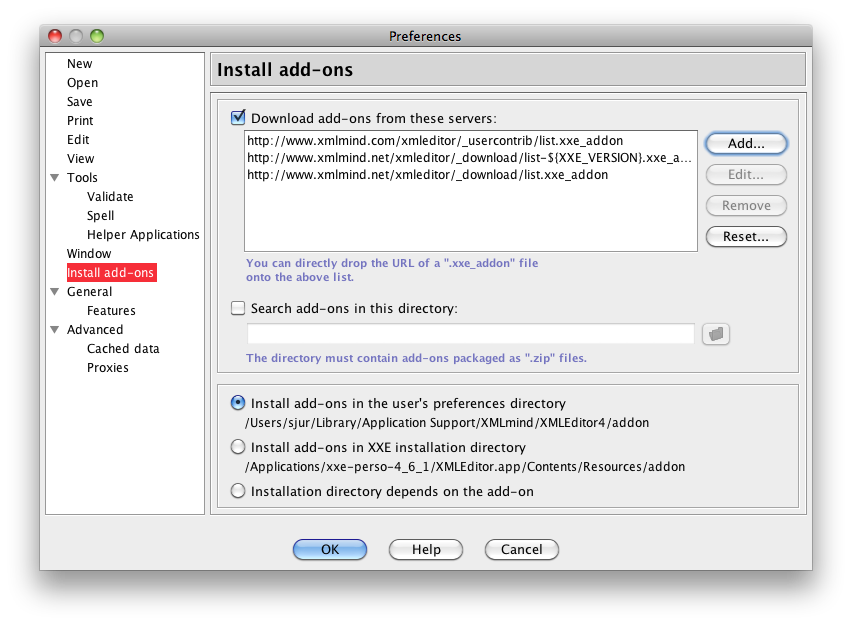 Preferences
New
Open
Save
Print
Edit
View
Tools
Validate
Spell
Helper Applications
Window
Install add-ons
General
Features
Advanced
Cached data
Proxies
Install add-ons
Download add-ons from these servers:
http://www.xmlmind.com/xmleditor/_usercontrib/list.xxe_addon
http://www.xmlmind.net/xmleditor/_download/list-${XXE_VERSION}.xxe_a...
http://www.xmlmind.net/xmleditor/_download/list.xxe_addon
Add...
Edit...
Remove
Reset...
You can directly drop the URL of a ".xxe_addon" file
onto the above list.
Search add-ons in this directory:
The directory must contain add-ons packaged as ".zip" files.
Install add-ons in the user's preferences directory
/Users/sjur/Library/Application Support/XMLmind/XMLEditor4/addon
Install add-ons in XXE installation directory
/Applications/xxe-perso-4_6_1/XMLEditor.app/Contents/Resources/addon
Installation directory depends on the add-on
OK
Help
Cancel